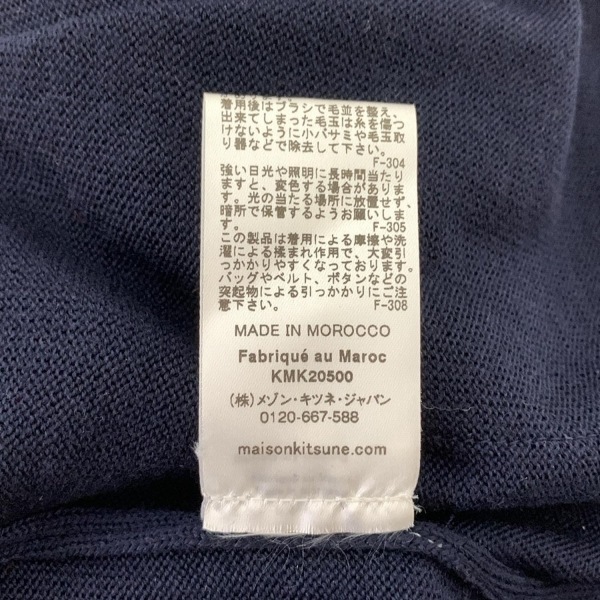 着用後はブラシで毛並を整え、
出来てしまった毛玉は糸を傷つ
けないように小バサミや毛玉取
り器などで除去して下さい。
F-304
強い日光や照明に長時間当たり
ますと、変色する場合がありま
す。光の当たる場所に放置せず、
暗所で保管するようお願いしま
す。
F-305
この製品は着用による摩擦や洗
濯による揉まれ作用で、大変引
っかかりやすくなっております。
バッグやベルト、ボタンなどの
突起物による引っかかりにご注
意下さい。
F-308
MADE IN MOROCCO
Fabriqué au Maroc
KMK20500
(株)メゾン・キツネ・ジャパン
0120-667-588
maisonkitsune.com